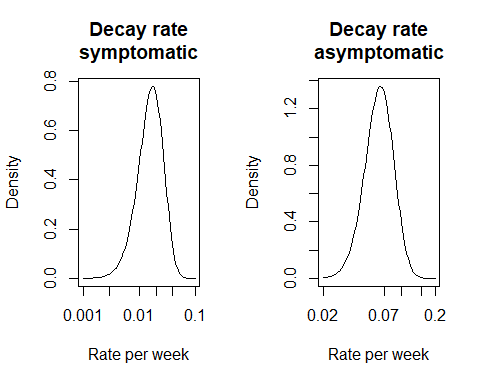 Decay rate
symptomatic
Density
0.0
0.2
0.4
0.6
0.8
0.001
0.01
0.1
Rate per week
Decay rate
asymptomatic
Density
0.0
0.4
0.8
1.2
0.02
0.07
0.2
Rate per week